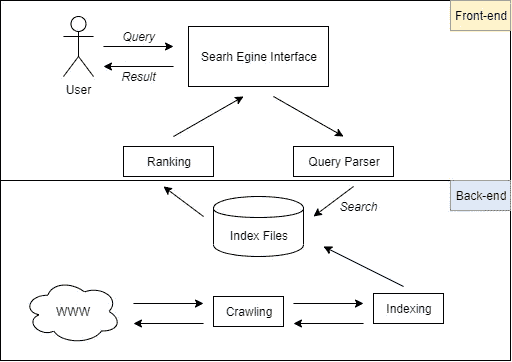 Front-end
Query
Searh Egine Interface
Result
User
Ranking
Query Parser
Back-end
Search
Index Files
WWW
Crawling
Indexing